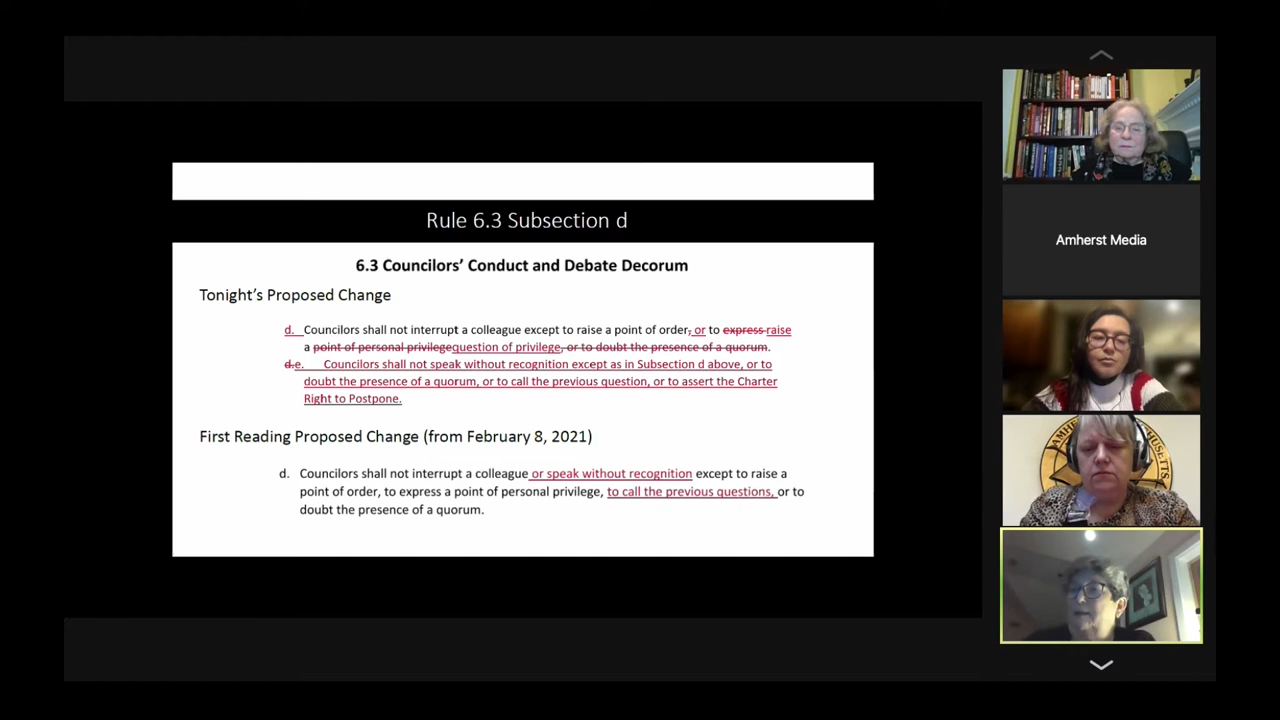 Rule 6.3 Subsection d
6.3 Councilors' Conduct and Debate Decorum
Tonight's Proposed Change
d. Councilors shall not interrupt a colleague except to raise a point of order, or to express raise
a point of personal privilegequestion of privilege, or to doubt the presence of a quorum.
d.e. Councilors shall not speak without recognition except as in Subsection d above, or to
doubt the presence of a quorum, or to call the previous question, or to assert the Charter
Right to Postpone.
First Reading Proposed Change (from February 8, 2021)
d. Councilors shall not interrupt a colleague or speak without recognition except to raise a
point of order, to express a point of personal privilege, to call the previous questions, or to
doubt the presence of a quorum.
Amherst Media